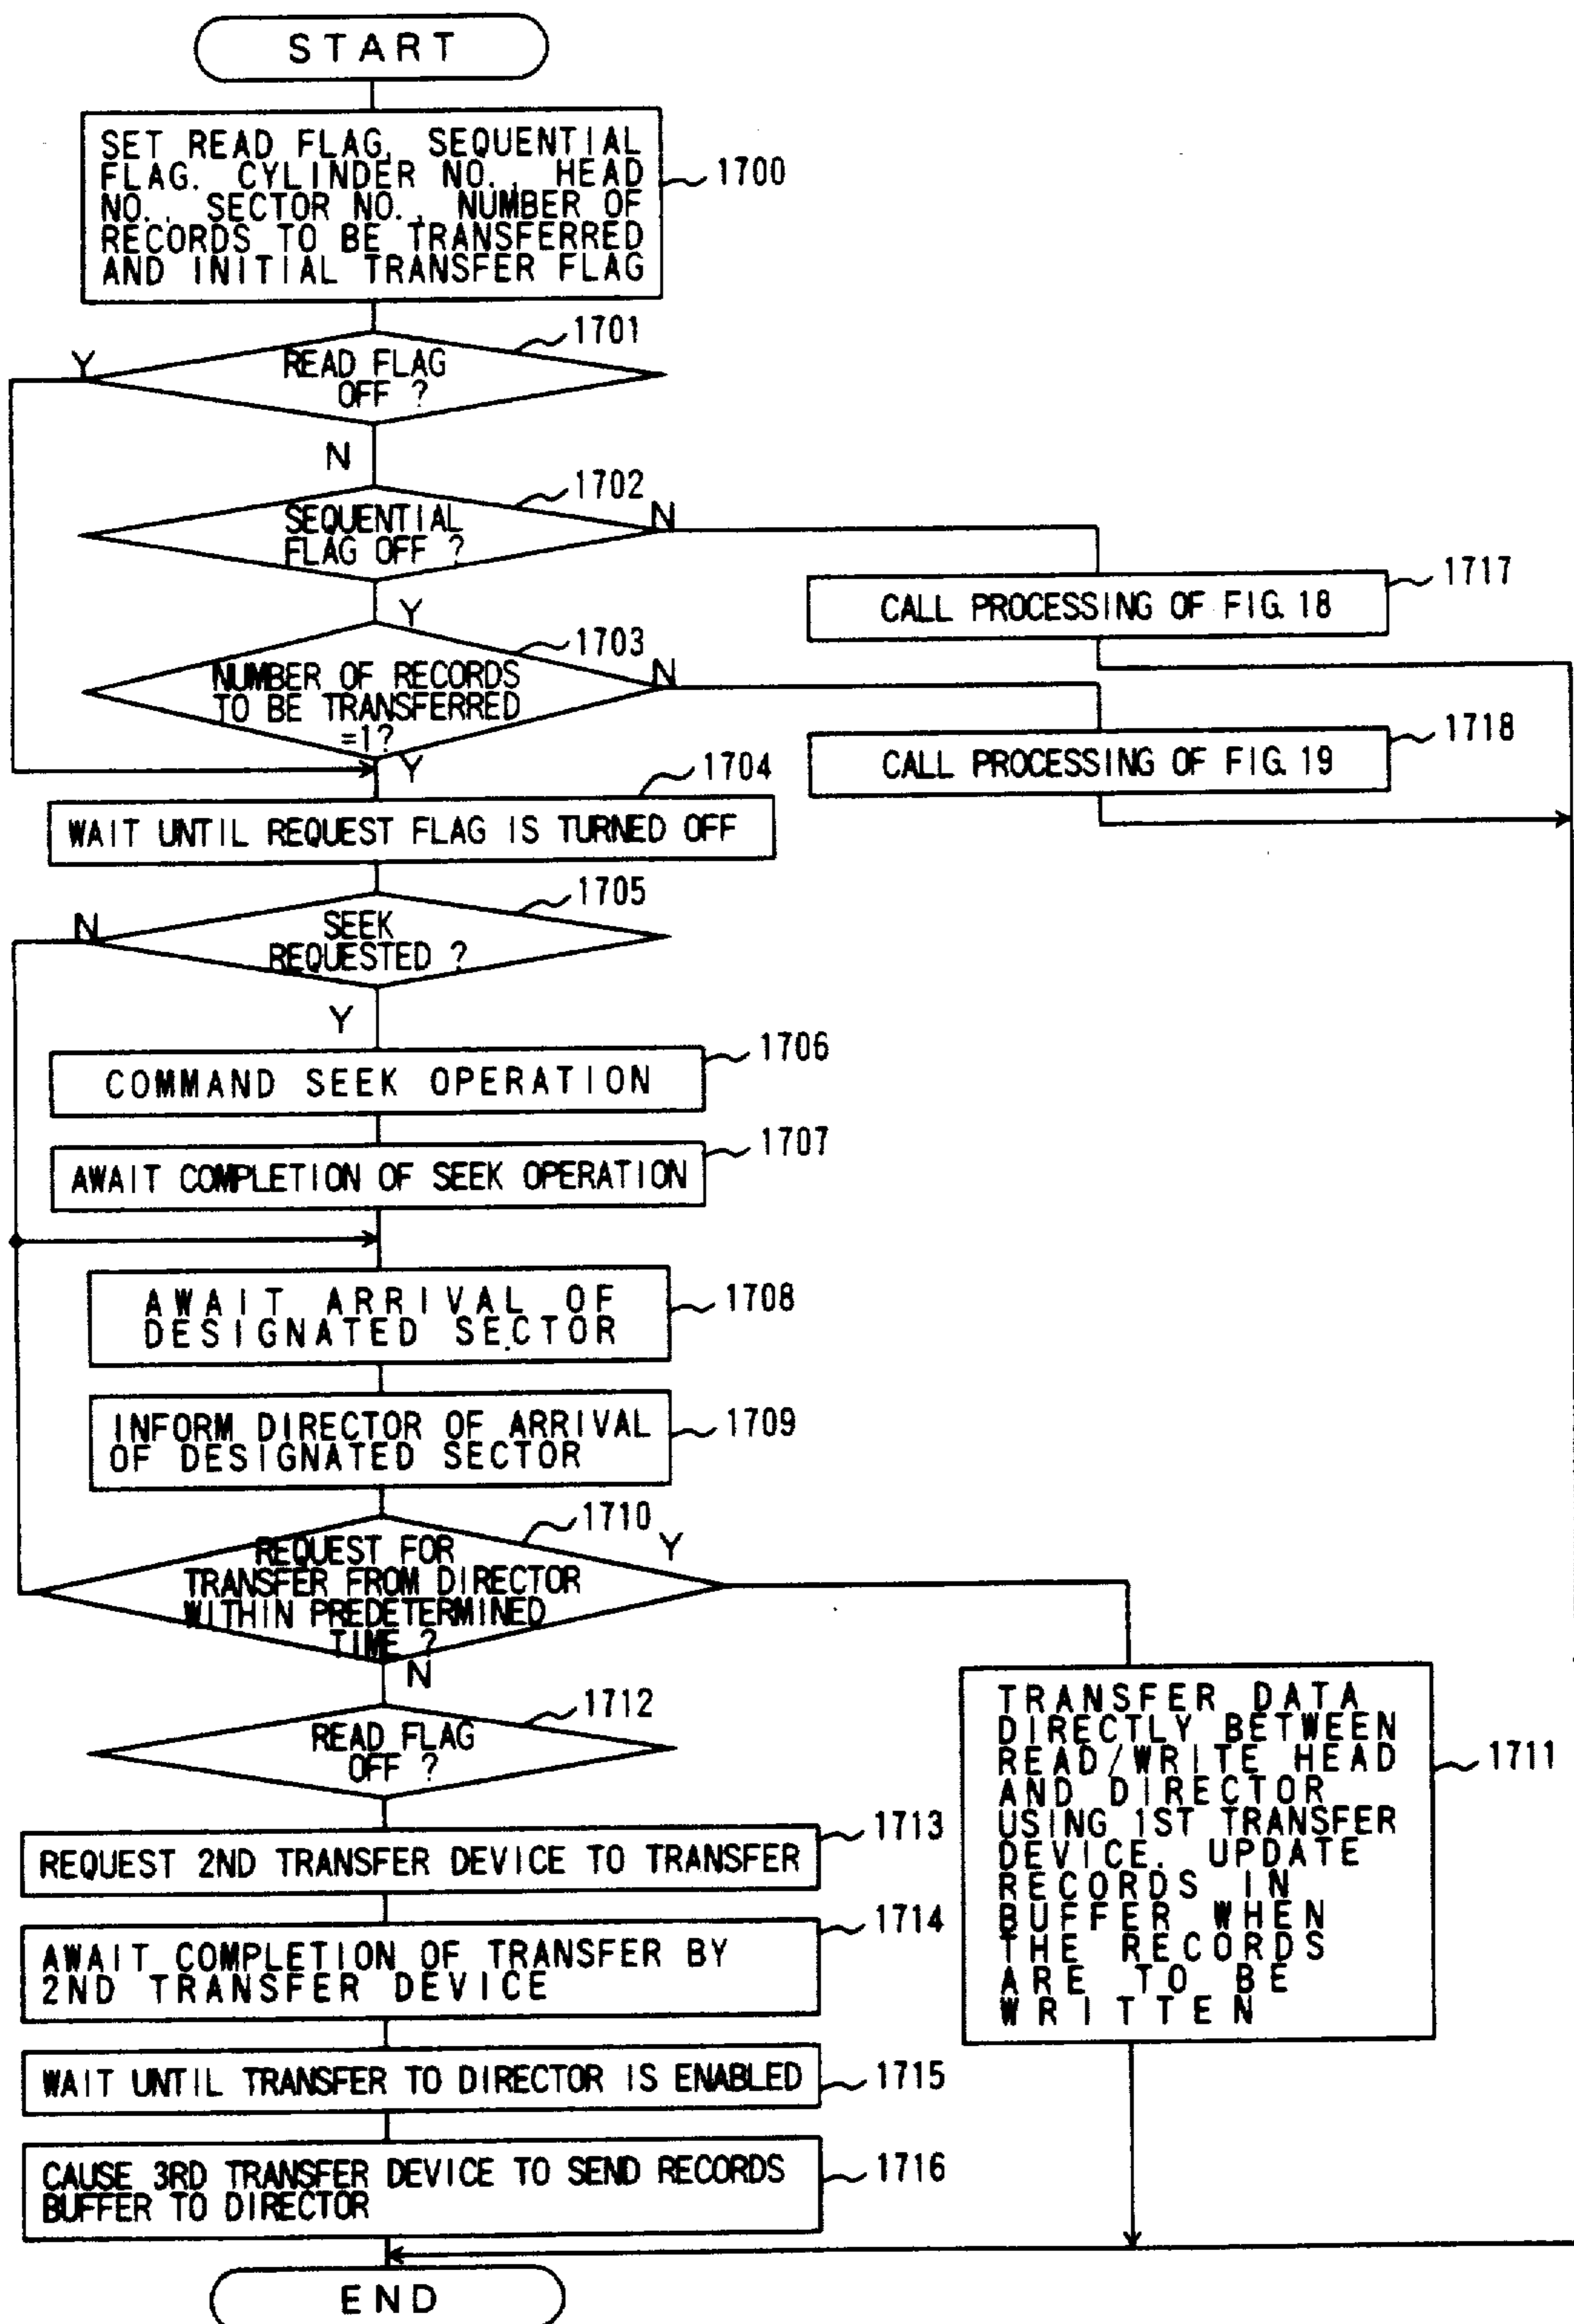 START
SET READ FLAG, SEQUENTIAL
FLAG. CYLINDER NO., HEAD
NO., SECTOR NO., NUMBER OF
RECORDS TO BE TRANSFERRED
AND INITIAL TRANSFER FLAG
1700
1701
Y
READ FLAG
OFF ?
N
1702
SEQUENTIAL
FLAG OFF ?
N
1717
CALL PROCESSING OF FIG. 18
Y
1703
NUMBER OF RECORDS
TO BE TRANSFERRED
=1?
N
1718
CALL PROCESSING OF FIG. 19
Y
1704
WAIT UNTIL REQUEST FLAG IS TURNED OFF
1705
N
SEEK
REQUESTED ?
Y
1706
COMMAND SEEK OPERATION
1707
AWAIT COMPLETION OF SEEK OPERATION
AWAIT ARRIVAL OF
DESIGNATED SECTOR
1708
INFORM DIRECTOR OF ARRIVAL
OF DESIGNATED SECTOR
1709
1710
REQUEST FOR
TRANSFER FROM DIRECTOR
WITHIN PREDETERMINED
TIME ?
Y
N
1712
READ FLAG
OFF ?
TRANSFER DATA
DIRECTLY BETWEEN
READ/WRITE HEAD
AND DIRECTOR
USING 1ST TRANSFER
DEVICE. UPDATE
RECORDS IN
BUFFER WHEN
THE RECORDS
ARE TO BE
WRITTEN
1711
1713
REQUEST 2ND TRANSFER DEVICE TO TRANSFER
1714
AWAIT COMPLETION OF TRANSFER BY
2ND TRANSFER DEVICE
WAIT UNTIL TRANSFER TO DIRECTOR IS ENABLED
1715
CAUSE 3RD TRANSFER DEVICE TO SEND RECORDS
BUFFER TO DIRECTOR
1716
END